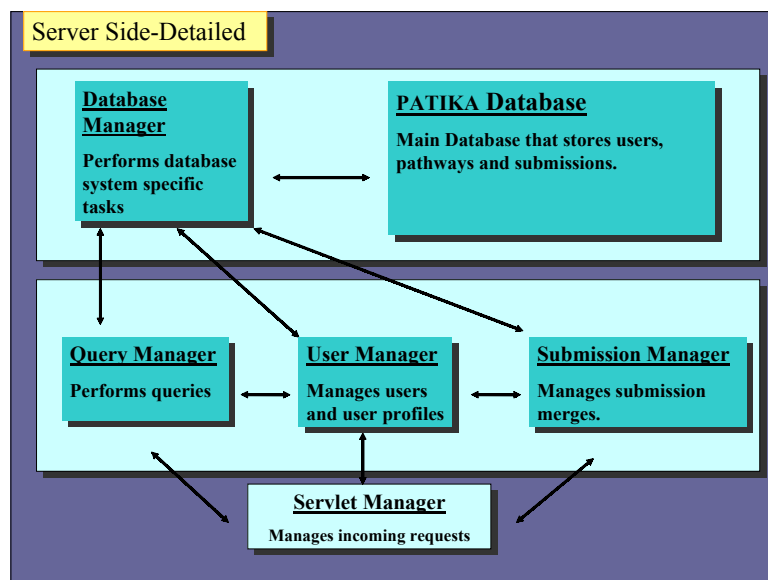 Server Side-Detailed
Database
Manager
Performs database
system specific
tasks
PATIKA Database
Main Database that stores users,
pathways and submissions.
Query Manager
Performs queries
User Manager
Manages users
and user profiles
Submission Manager
Manages submission
merges.
Servlet Manager
Manages incoming requests